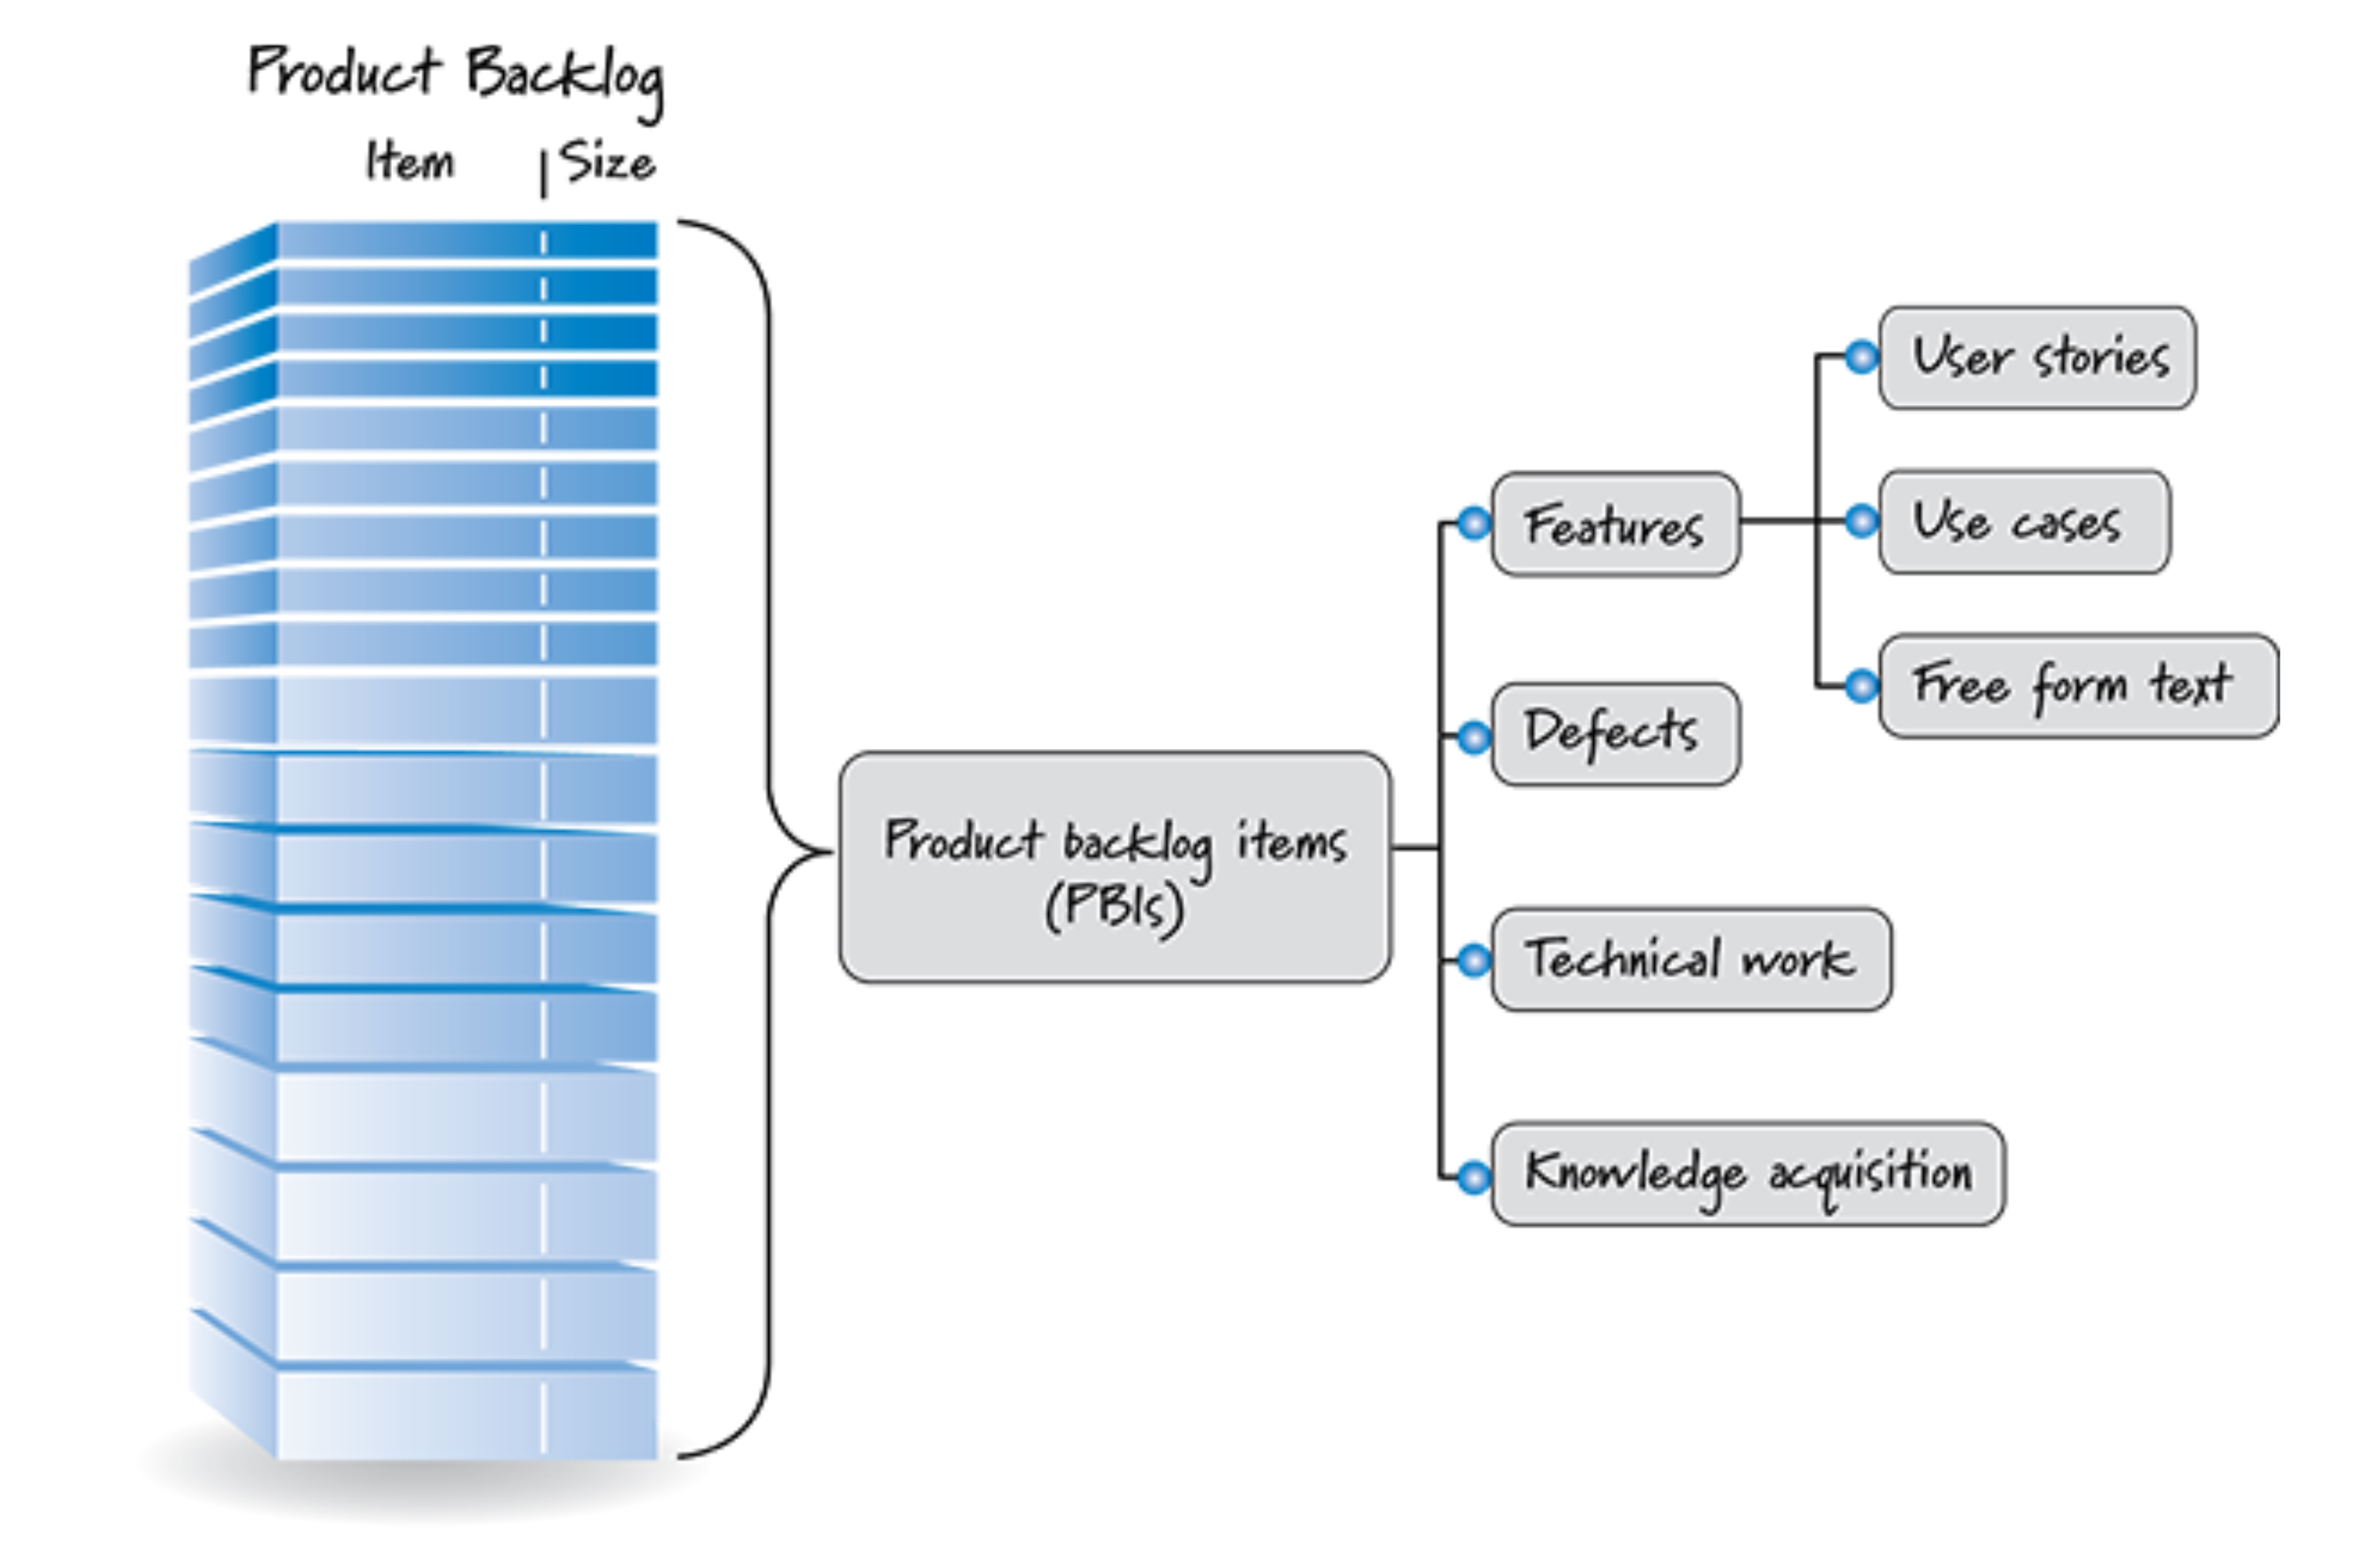 Product Backlog
Item | Size
User stories
Features
Use cases
Free form text
Defects
Product backlog items
(PBIs)
Technical work
Knowledge acquisition